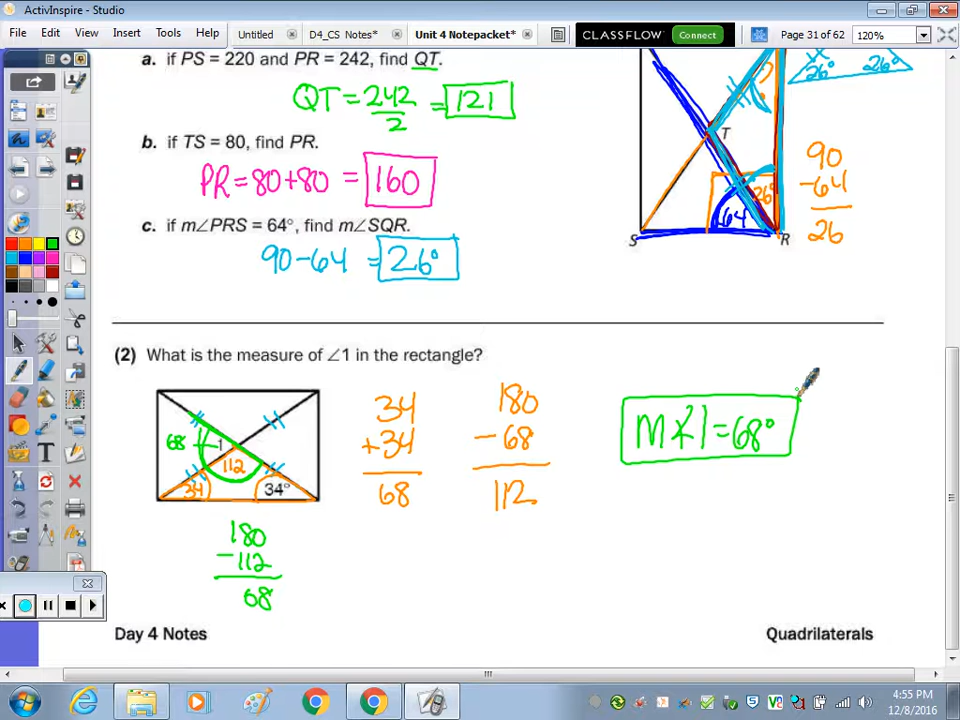 ActivInspire - Studio
File Edit View Insert Tools Help Untitled D4_CS Notes* Unit 4 Notepacket* CLASSFLOW Connect Page 31 of 62 120%
a. if PS = 220 and PR = 242, find QT.
QT = 242/2 = 121
b. if TS = 80, find PR.
PR = 80+80 = 160
c. if m∠PRS = 64°, find m∠SQR.
90-64 = 26°
26° 26°
T
64 26°
S R
90
-64
26
(2) What is the measure of ∠1 in the rectangle?
68 1
112
34 34°
34
+34
68
180
-68
112
m∠1=68°
180
-112
68
Day 4 Notes Quadrilaterals
4:55 PM
12/8/2016